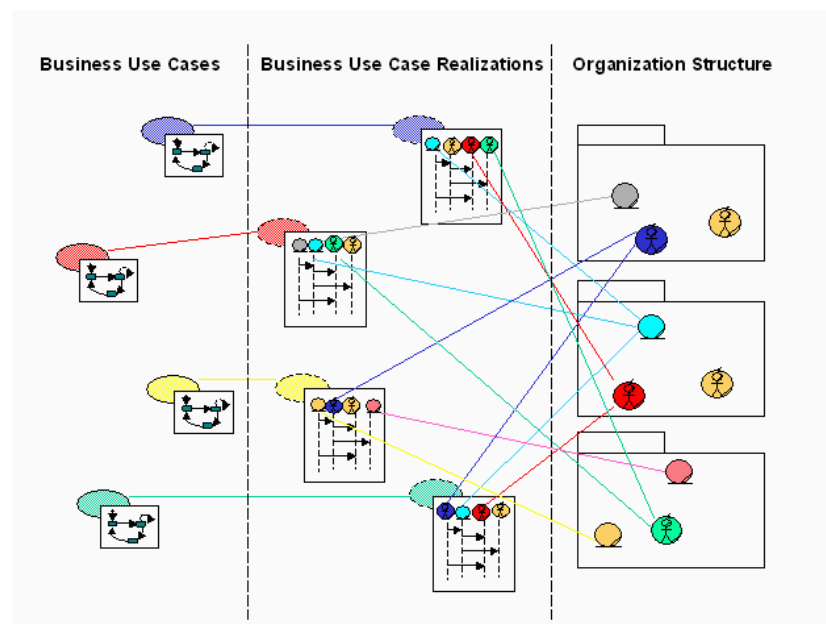 Business Use Cases
Business Use Case Realizations
Organization Structure